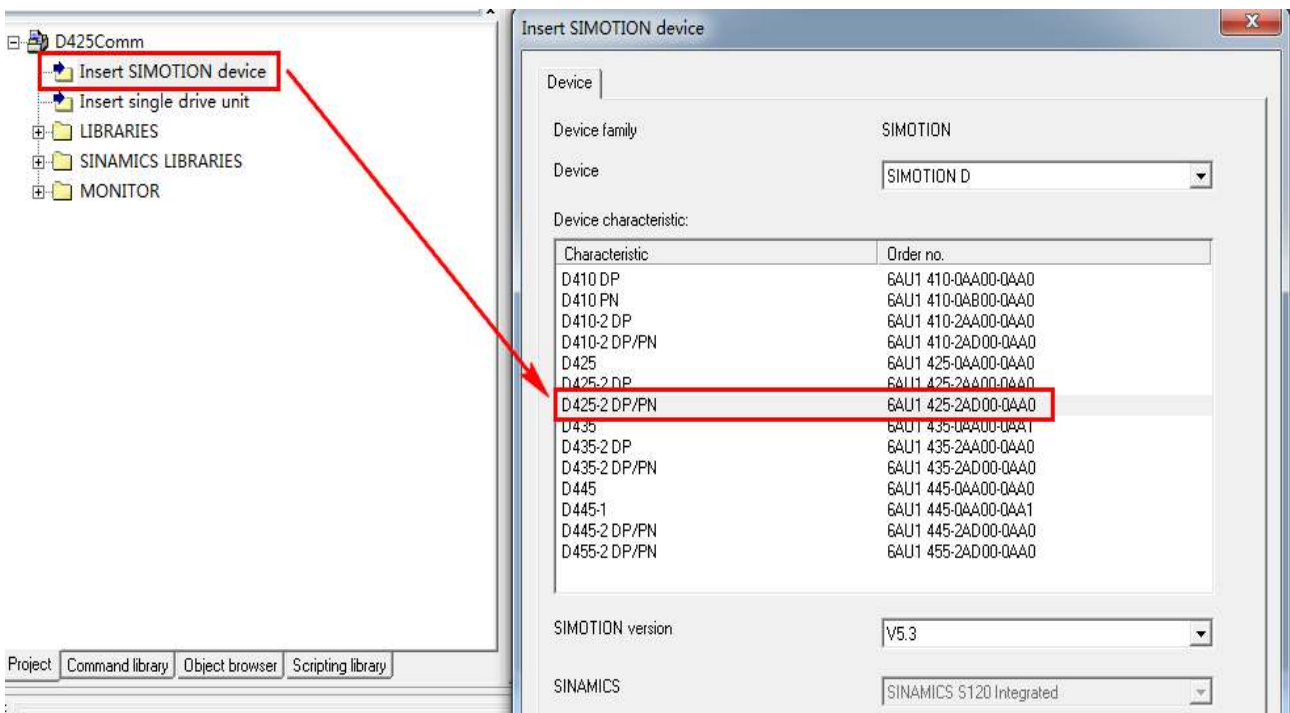 D425Comm
Insert SIMOTION device
Insert single drive unit
LIBRARIES
SINAMICS LIBRARIES
MONITOR
Project Command library Object browser Scripting library
Insert SIMOTION device
Device
Device family SIMOTION
Device SIMOTION D
Device characteristic:
Characteristic Order no.
D410 DP 6AU1 410-0AA00-0AA0
D410 PN 6AU1 410-0AB00-0AA0
D410-2 DP 6AU1 410-2AA00-0AA0
D410-2 DP/PN 6AU1 410-2AD00-0AA0
D425 6AU1 425-0AA00-0AA0
D425-2 DP 6AU1 425-2AA00-0AA0
D425-2 DP/PN 6AU1 425-2AD00-0AA0
D435 6AU1 435-0AA00-0AA1
D435-2 DP 6AU1 435-2AA00-0AA0
D435-2 DP/PN 6AU1 435-2AD00-0AA0
D445 6AU1 445-0AA00-0AA0
D445-1 6AU1 445-0AA00-0AA1
D445-2 DP/PN 6AU1 445-2AD00-0AA0
D455-2 DP/PN 6AU1 455-2AD00-0AA0
SIMOTION version V5.3
SINAMICS SINAMICS S120 Integrated